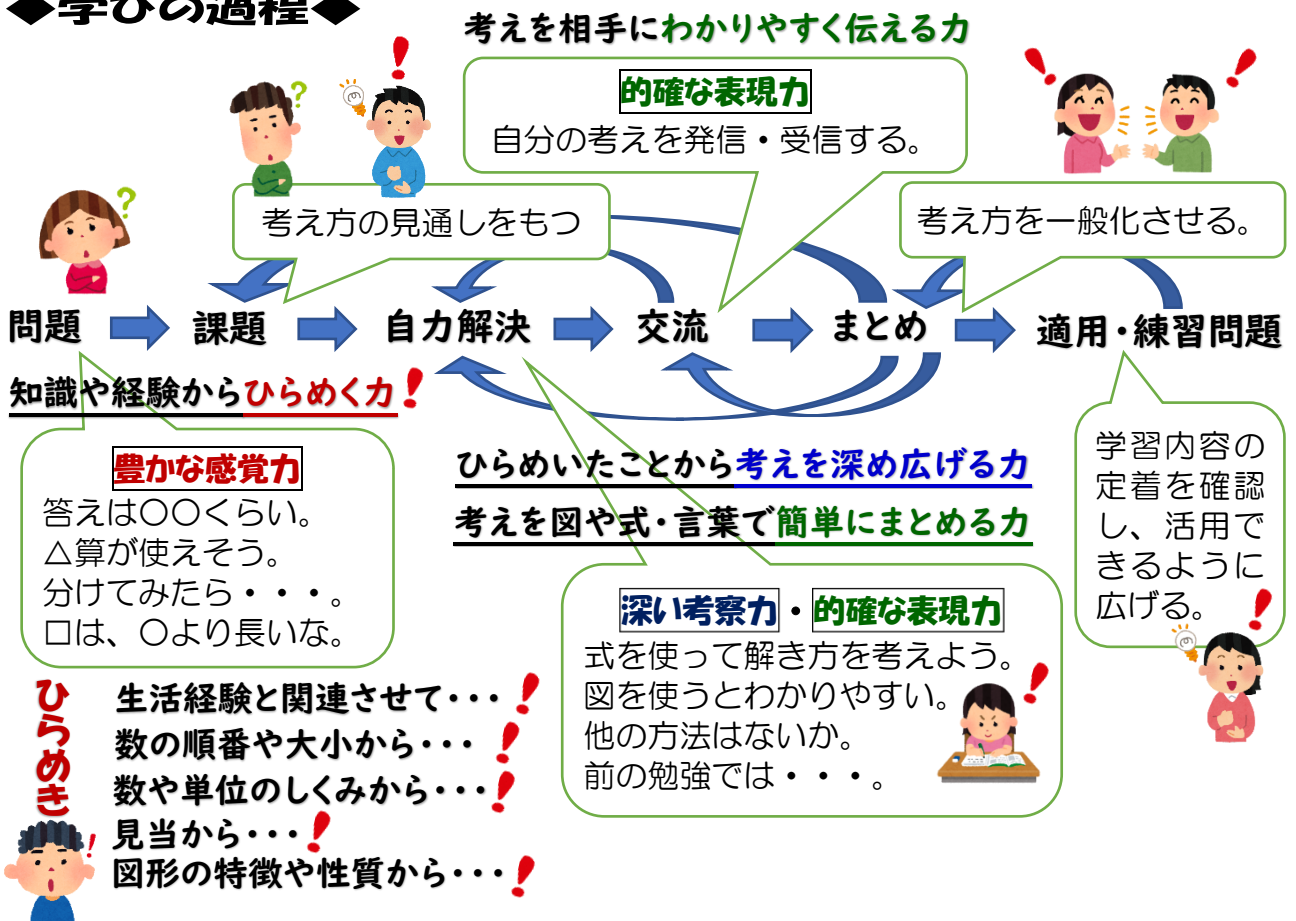 ◆学びの過程◆
考えを相手にわかりやすく伝える力
的確な表現力
自分の考えを発信・受信する。
考え方の見通しをもつ
考え方を一般化させる。
問題 課題 自力解決 交流 まとめ 適用・練習問題
知識や経験からひらめく力!
豊かな感覚力
答えは○○くらい。
△算が使えそう。
分けてみたら・・・。
□は、○より長いな。
ひらめいたことから考えを深め広げる力
考えを図や式・言葉で簡単にまとめる力
深い考察力・的確な表現力
式を使って解き方を考えよう。
図を使うとわかりやすい。
他の方法はないか。
前の勉強では・・・。
学習内容の
定着を確認
し、活用で
きるように
広げる。
ひらめき
生活経験と関連させて・・・!
数の順番や大小から・・・!
数や単位のしくみから・・・!
見当から・・・!
図形の特徴や性質から・・・!